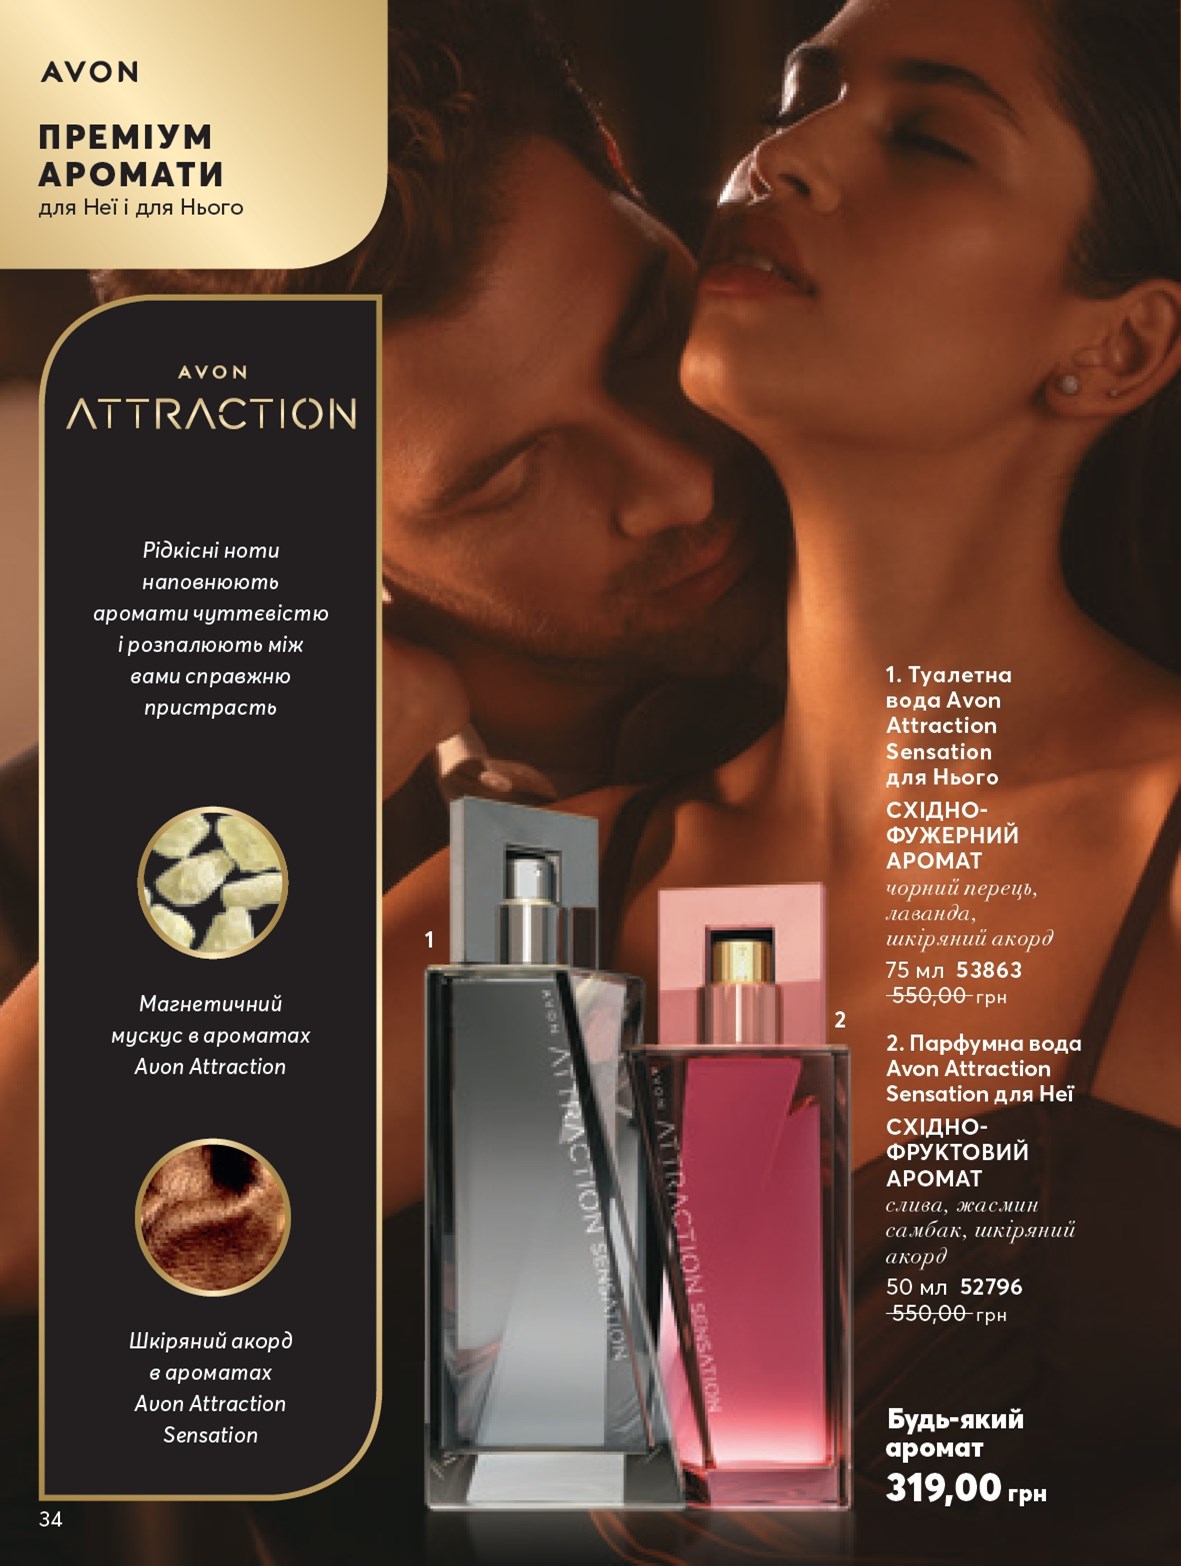 AVON
ПРЕМІУМ
АРОМАТИ
для Неї і для Нього
AVON
ATTRACTION
Рідкісні ноти
наповнюють
аромати чуттєвістю
і розпалюють між
вами справжню
пристрасть
Магнетичний
мускус в ароматах
Avon Attraction
Шкіряний акорд
в ароматах
Avon Attraction
Sensation
34
1
AVON ATTRACTION SENSATION
2
AVON ATTRACTION SENSATION
1. Туалетна
вода Avon
Attraction
Sensation
для Нього
СХІДНО-
ФУЖЕРНИЙ
АРОМАТ
чорний перець,
лаванда,
шкіряний акорд
75 мл 53863
550,00 грн
2. Парфумна вода
Avon Attraction
Sensation для Неї
СХІДНО-
ФРУКТОВИЙ
АРОМАТ
слива, жасмин
самбак, шкіряний
акорд
50 мл 52796
550,00 грн
Будь-який
аромат
319,00 грн